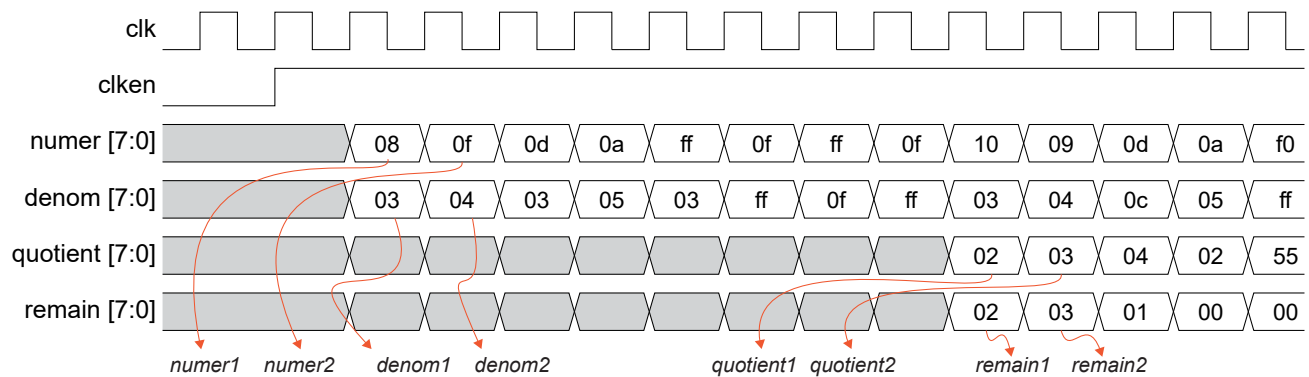 clk
clken
numer [7:0] 08 0f 0d 0a ff 0f ff 0f 10 09 0d 0a f0
denom [7:0] 03 04 03 05 03 ff 0f ff 03 04 0c 05 ff
quotient [7:0] 02 03 04 02 55
remain [7:0] 02 03 01 00 00
numer1 numer2 denom1 denom2 quotient1 quotient2 remain1 remain2